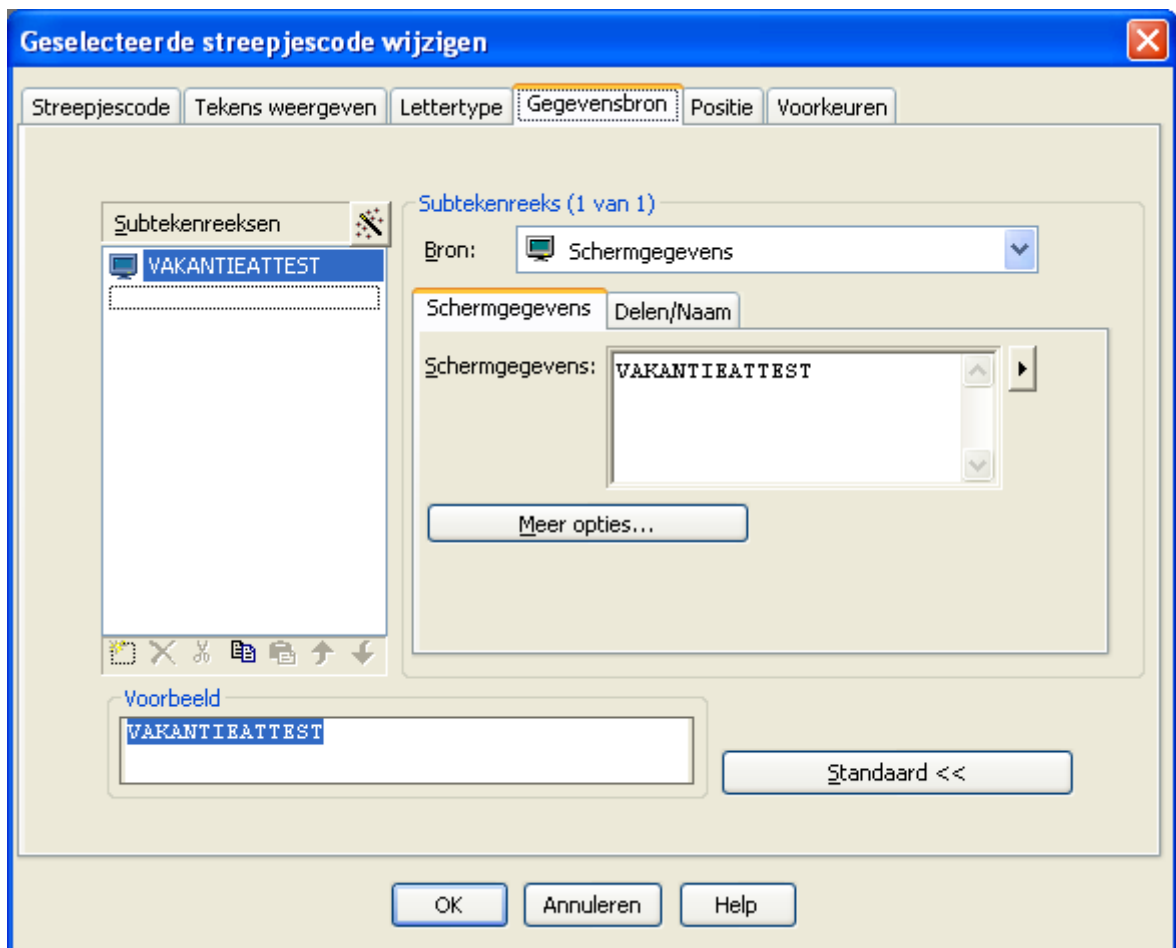 Geselecteerde streepjescode wijzigen
Streepjescode Tekens weergeven Lettertype Gegevensbron Positie Voorkeuren
Subtekenreeksen
VAKANTIEATTEST
Subtekenreeks (1 van 1)
Bron: Schermgegevens
Schermgegevens Delen/Naam
Schermgegevens: VAKANTIEATTEST
Meer opties...
Voorbeeld
VAKANTIEATTEST
Standaard <<
OK Annuleren Help